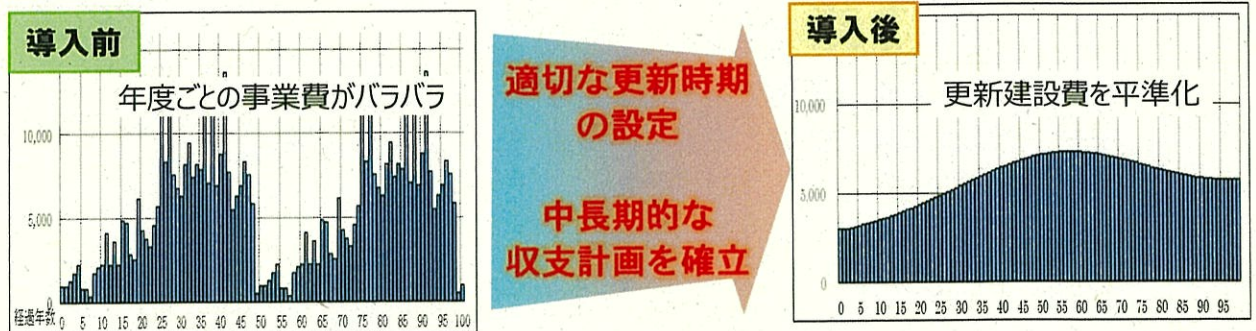 導入前
年度ごとの事業費がバラバラ
10,000
5,000
0
経過年数 0 5 10 15 20 25 30 35 40 45 50 55 60 65 70 75 80 85 90 95 100
適切な更新時期
の設定
中長期的な
収支計画を確立
導入後
更新建設費を平準化
10,000
5,000
0
0 5 10 15 20 25 30 35 40 45 50 55 60 65 70 75 80 85 90 95